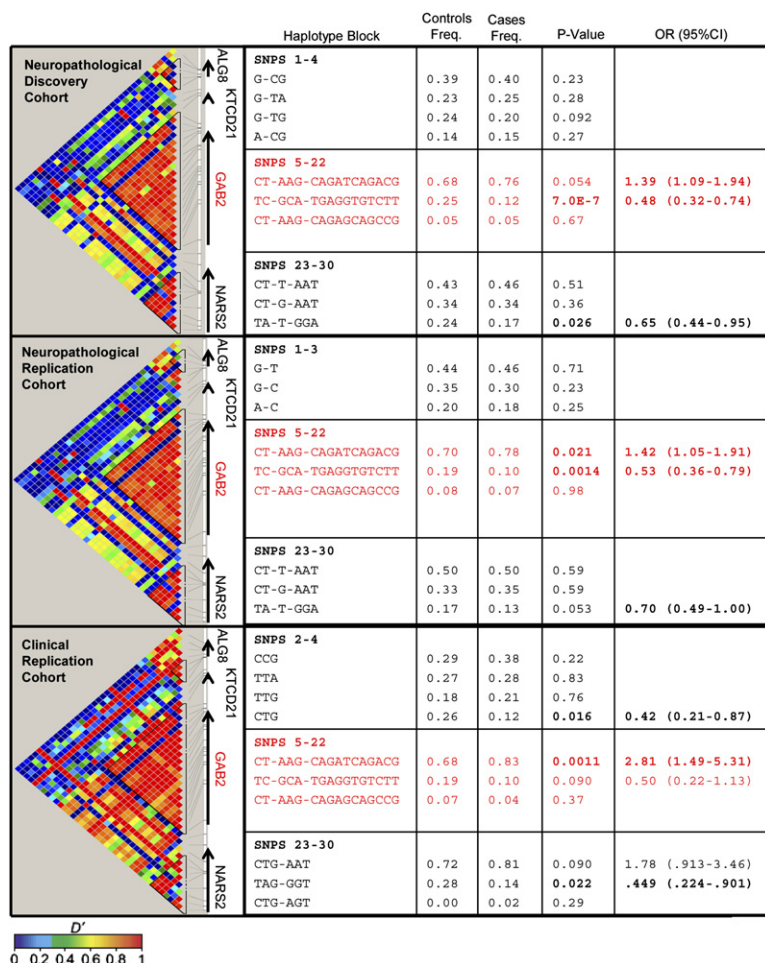 Haplotype Block Controls Freq. Cases Freq. P-Value OR (95%CI)
Neuropathological Discovery Cohort
ALG8
KTCD21
GAB2
NARS2
SNPS 1-4
G-CG 0.39 0.40 0.23
G-TA 0.23 0.25 0.28
G-TG 0.24 0.20 0.092
A-CG 0.14 0.15 0.27
SNPS 5-22
CT-AAG-CAGATCAGACG 0.68 0.76 0.054 1.39 (1.09-1.94)
TC-GCA-TGAGGTGTCTT 0.25 0.12 7.0E-7 0.48 (0.32-0.74)
CT-AAG-CAGAGCAGCCG 0.05 0.05 0.67
SNPS 23-30
CT-T-AAT 0.43 0.46 0.51
CT-G-AAT 0.34 0.34 0.36
TA-T-GGA 0.24 0.17 0.026 0.65 (0.44-0.95)
Neuropathological Replication Cohort
ALG8
KTCD21
GAB2
NARS2
SNPS 1-3
G-T 0.44 0.46 0.71
G-C 0.35 0.30 0.23
A-C 0.20 0.18 0.25
SNPS 5-22
CT-AAG-CAGATCAGACG 0.70 0.78 0.021 1.42 (1.05-1.91)
TC-GCA-TGAGGTGTCTT 0.19 0.10 0.0014 0.53 (0.36-0.79)
CT-AAG-CAGAGCAGCCG 0.08 0.07 0.98
SNPS 23-30
CT-T-AAT 0.50 0.50 0.59
CT-G-AAT 0.33 0.35 0.59
TA-T-GGA 0.17 0.13 0.053 0.70 (0.49-1.00)
Clinical Replication Cohort
ALG8
KTCD21
GAB2
NARS2
SNPS 2-4
CCG 0.29 0.38 0.22
TTA 0.27 0.28 0.83
TTG 0.18 0.21 0.76
CTG 0.26 0.12 0.016 0.42 (0.21-0.87)
SNPS 5-22
CT-AAG-CAGATCAGACG 0.68 0.83 0.0011 2.81 (1.49-5.31)
TC-GCA-TGAGGTGTCTT 0.19 0.10 0.090 0.50 (0.22-1.13)
CT-AAG-CAGAGCAGCCG 0.07 0.04 0.37
SNPS 23-30
CTG-AAT 0.72 0.81 0.090 1.78 (.913-3.46)
TAG-GGT 0.28 0.14 0.022 .449 (.224-.901)
CTG-AGT 0.00 0.02 0.29
D'
0 0.2 0.4 0.6 0.8 1